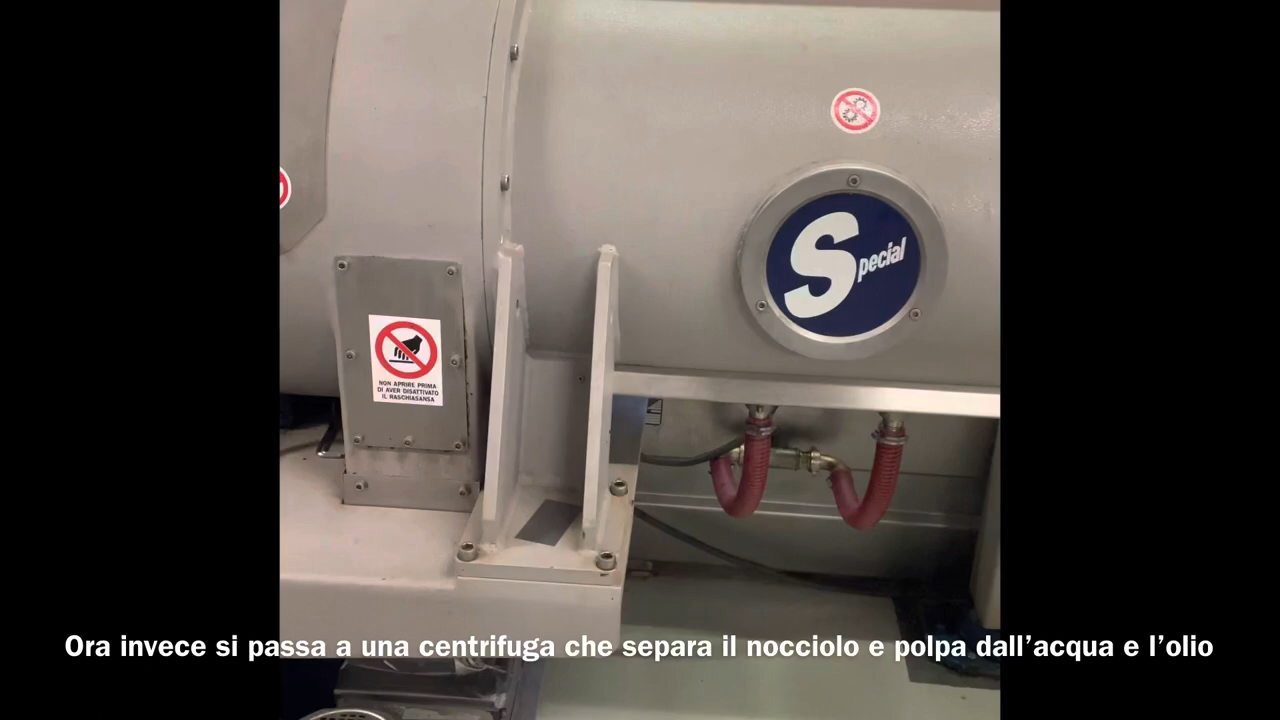 Special
NON APRIRE PRIMA
DI AVER DISATTIVATO
IL RASCHIASANSA
Ora invece si passa a una centrifuga che separa il nocciolo e polpa dall’acqua e l’olio